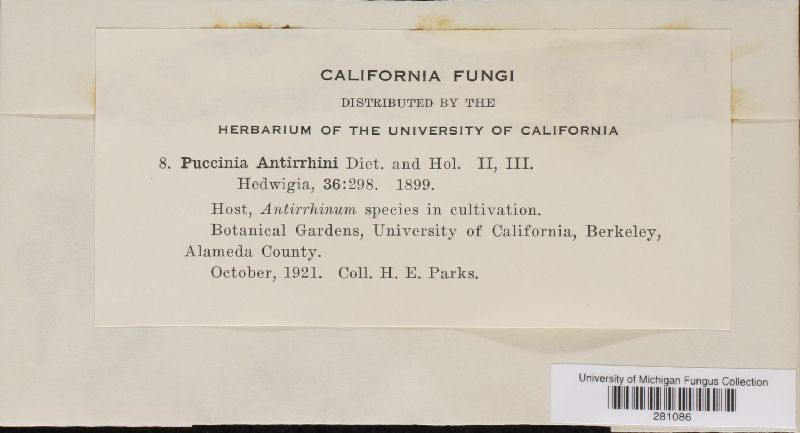 CALIFORNIA FUNGI
DISTRIBUTED BY THE
HERBARIUM OF THE UNIVERSITY OF CALIFORNIA
8. Puccinia Antirrhini Diet. and Hol. II, III.
Hedwigia, 36:298. 1899.
Host, Antirrhinum species in cultivation.
Botanical Gardens, University of California, Berkeley,
Alameda County.
October, 1921. Coll. H. E. Parks.
University of Michigan Fungus Collection
281086